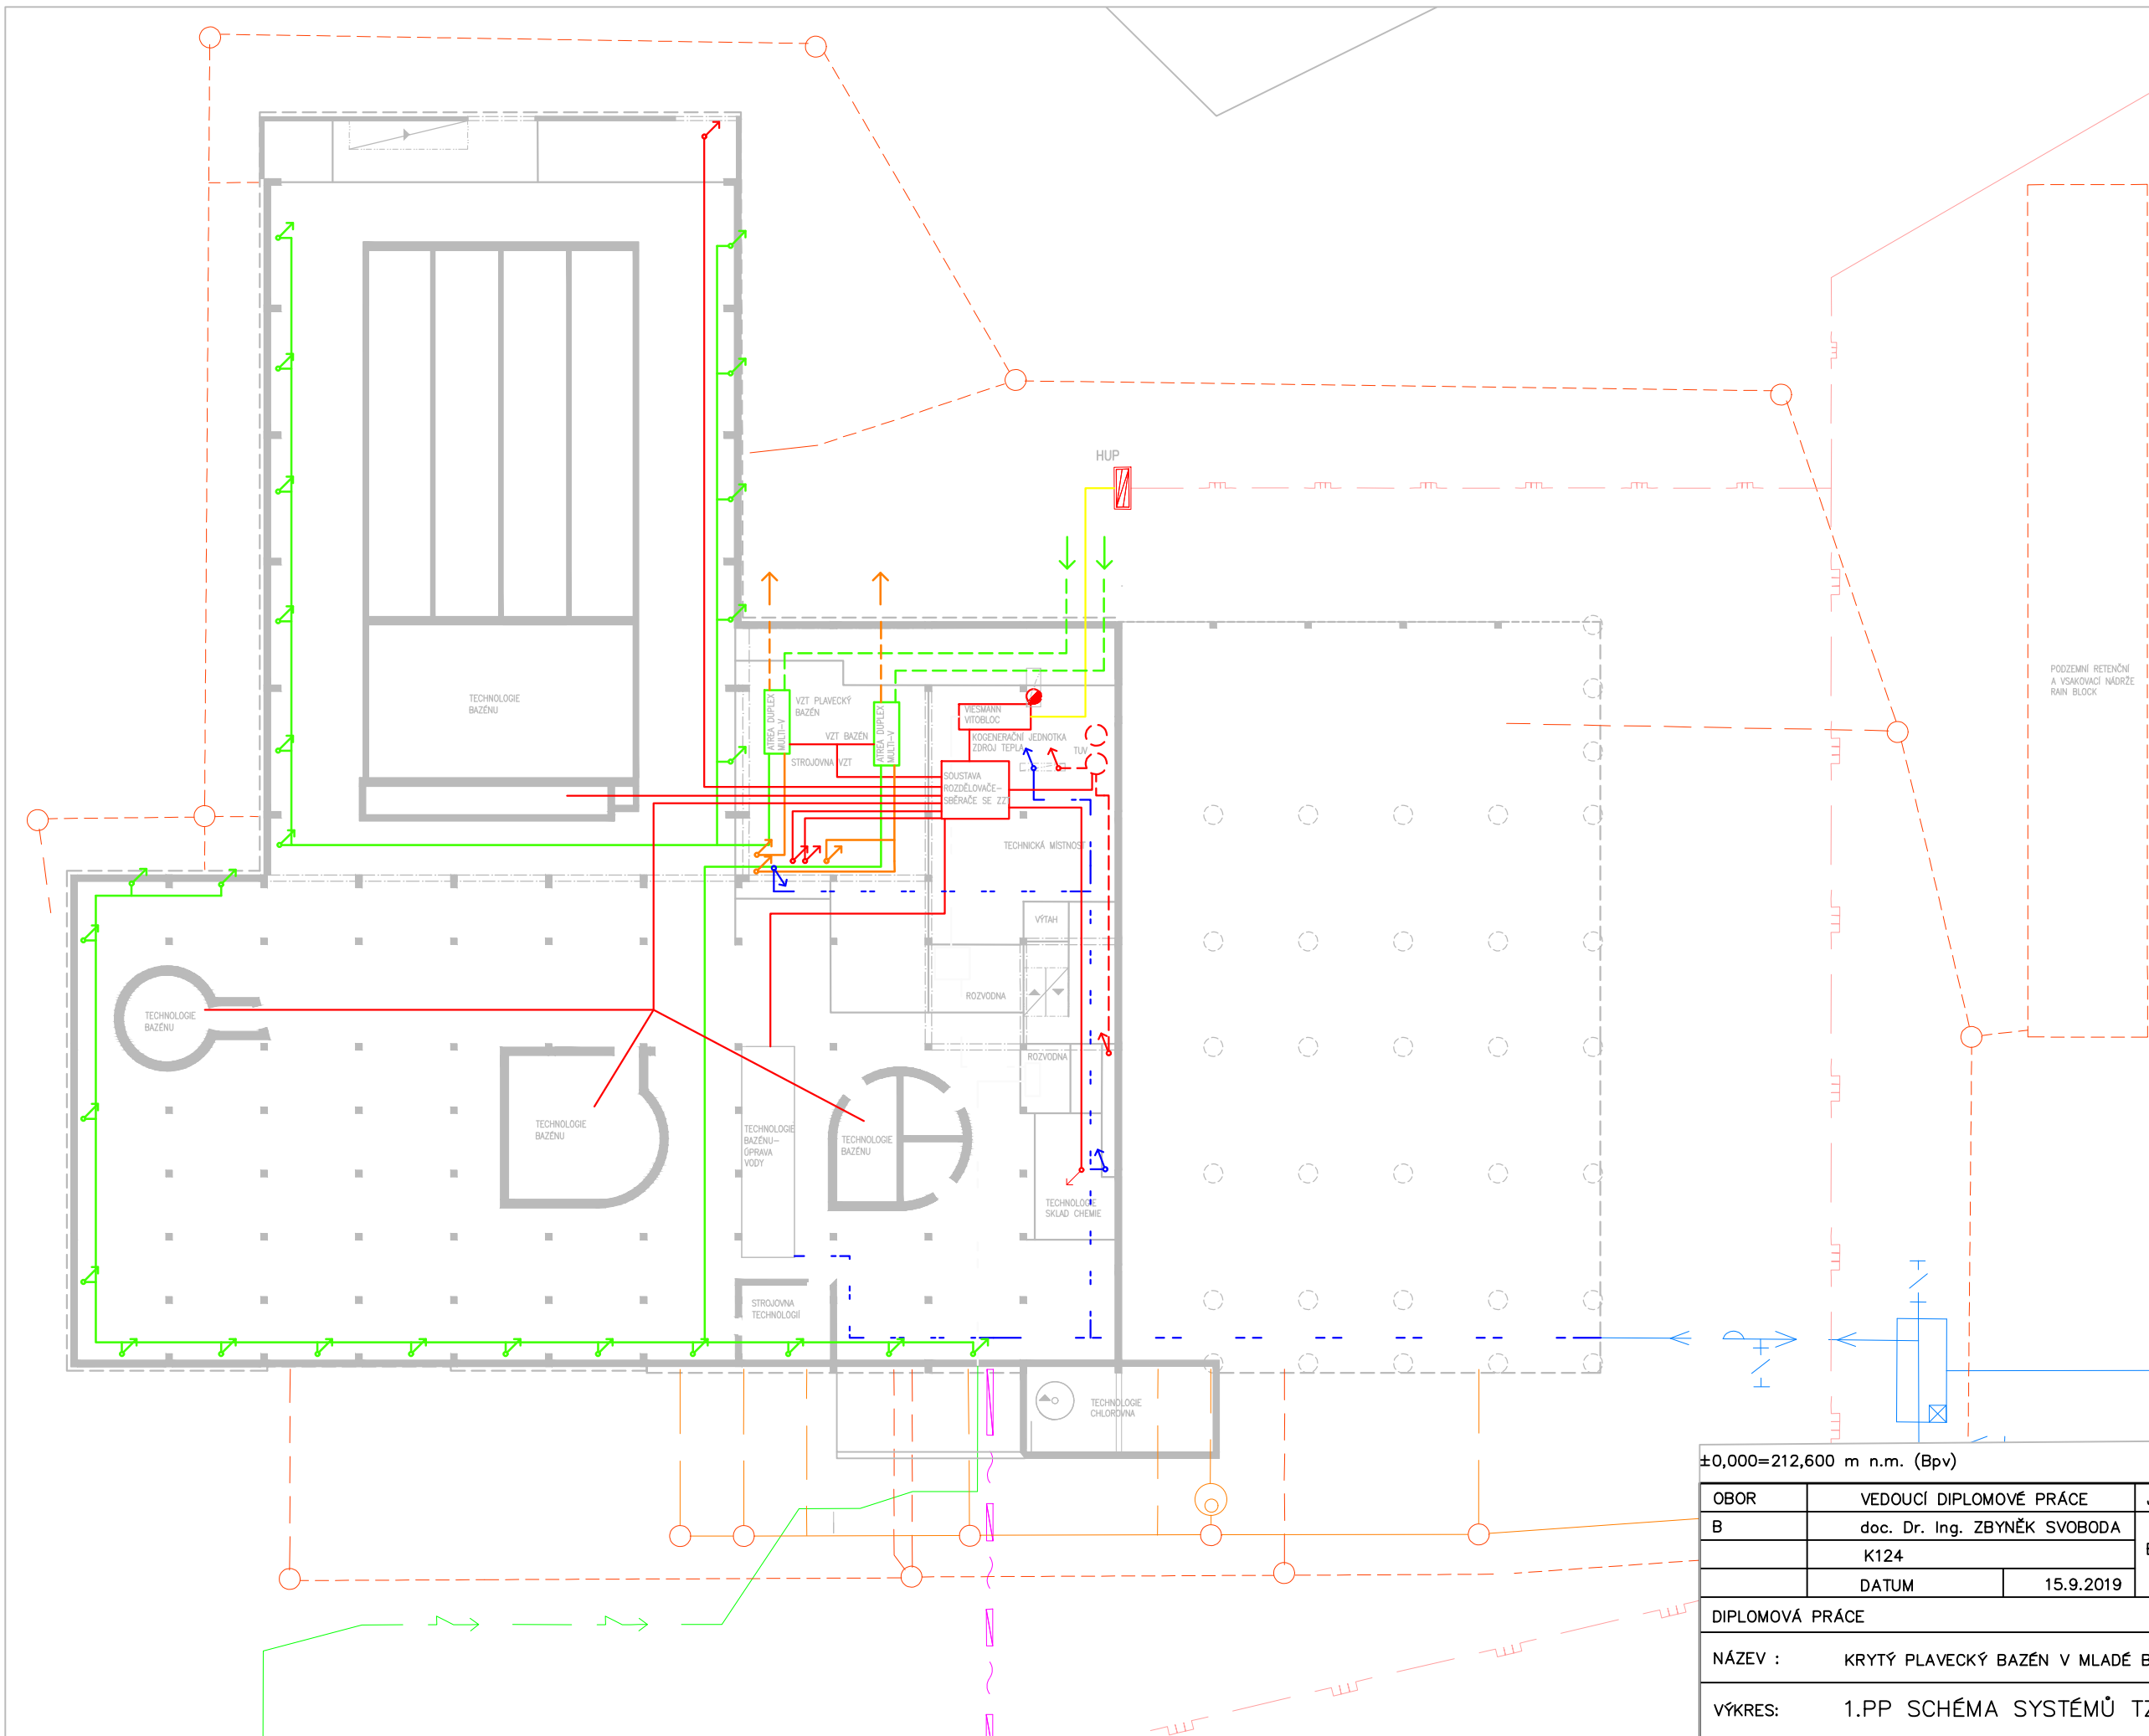 HUP
PODZEMNÍ RETENČNÍ
A VSAKOVACÍ NÁDRŽE
RAIN BLOCK
TECHNOLOGIE
BAZÉNU
ATREA DUPLEX
MULTI-V
VZT PLAVECKÝ
BAZÉN
VZT BAZÉN
STROJOVNA VZT
ATREA DUPLEX
MULTI-V
VIESMANN
VITOBLOC
KOGENERAČNÍ JEDNOTKA
ZDROJ TEPLA
TUV
SOUSTAVA
ROZDĚLOVAČE-
SBĚRAČE SE ZZT
TECHNICKÁ MÍSTNOST
VÝTAH
ROZVODNA
ROZVODNA
TECHNOLOGIE
BAZÉNU
TECHNOLOGIE
BAZÉNU
TECHNOLOGIE
BAZÉNU-
ÚPRAVA
VODY
TECHNOLOGIE
BAZÉNU
TECHNOLOGIE
SKLAD CHEMIE
STROJOVNA
TECHNOLOGIÍ
TECHNOLOGIE
CHLOROVNA
±0,000=212,600 m n.m. (Bpv)
OBOR VEDOUCÍ DIPLOMOVÉ PRÁCE
B doc. Dr. Ing. ZBYNĚK SVOBODA
K124
DATUM 15.9.2019
DIPLOMOVÁ PRÁCE
NÁZEV : KRYTÝ PLAVECKÝ BAZÉN V MLADÉ B
VÝKRES: 1.PP SCHÉMA SYSTÉMŮ TZ